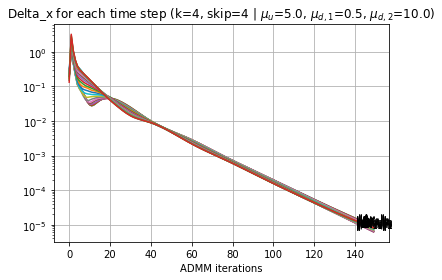 Delta_x for each time step (k=4, skip=4 | μ_u=5.0, μ_{d,1}=0.5, μ_{d,2}=10.0)
10^0
10^{-1}
10^{-2}
10^{-3}
10^{-4}
10^{-5}
0 20 40 60 80 100 120 140
ADMM iterations